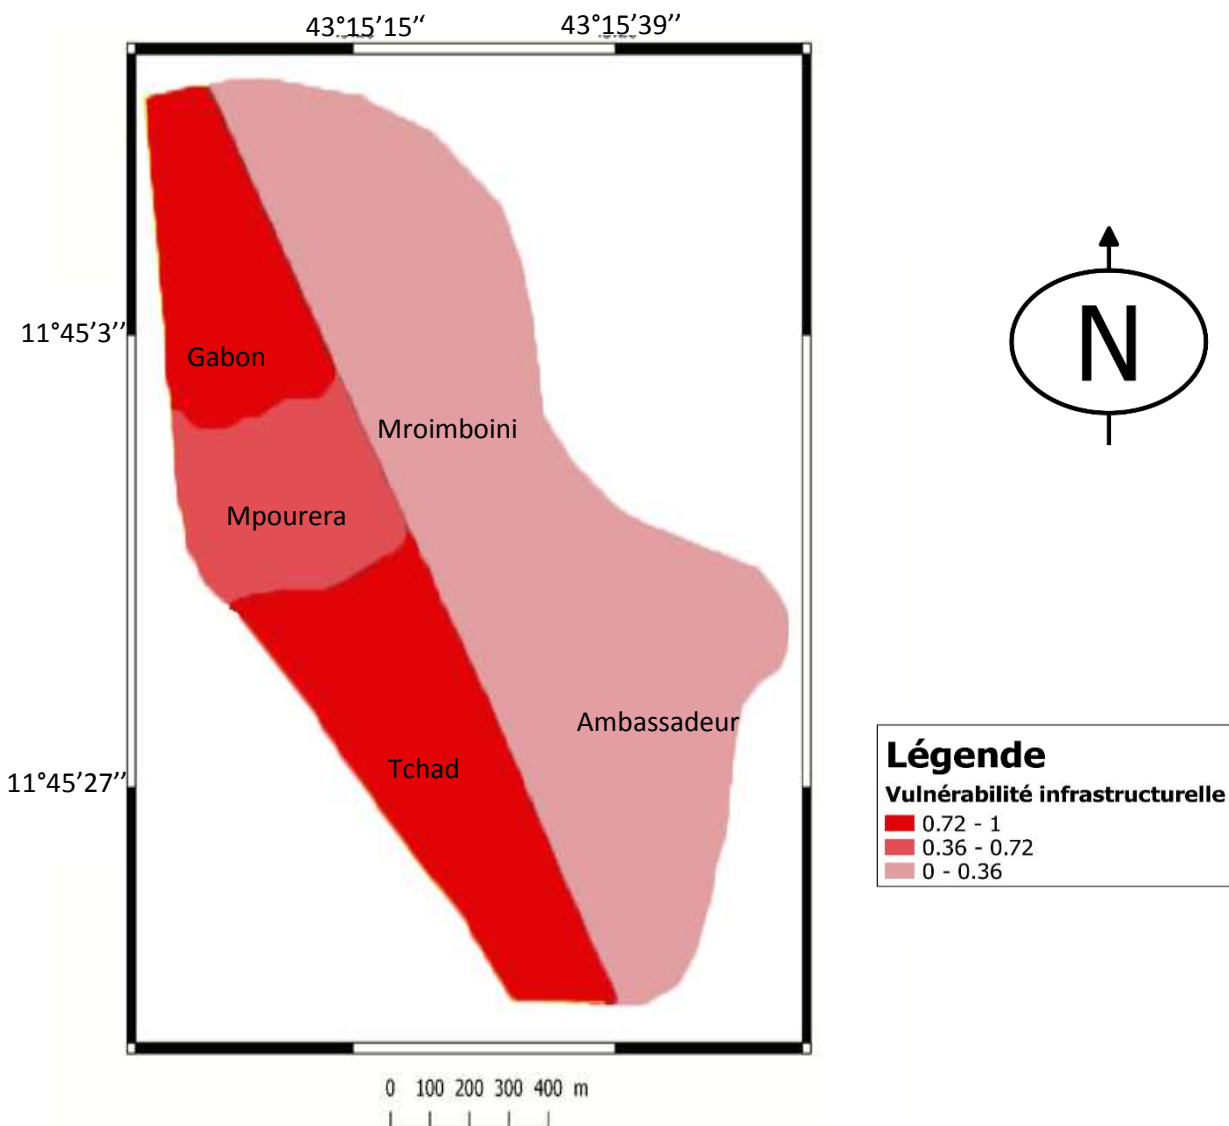 43°15’15‘‘ 43°15’39’’
11°45’3’’
Gabon
Mroimboini
Mpourera
Ambassadeur
Tchad
11°45’27’’
N
Légende
Vulnérabilité infrastructurelle
0.72 - 1
0.36 - 0.72
0 - 0.36
0 100 200 300 400 m